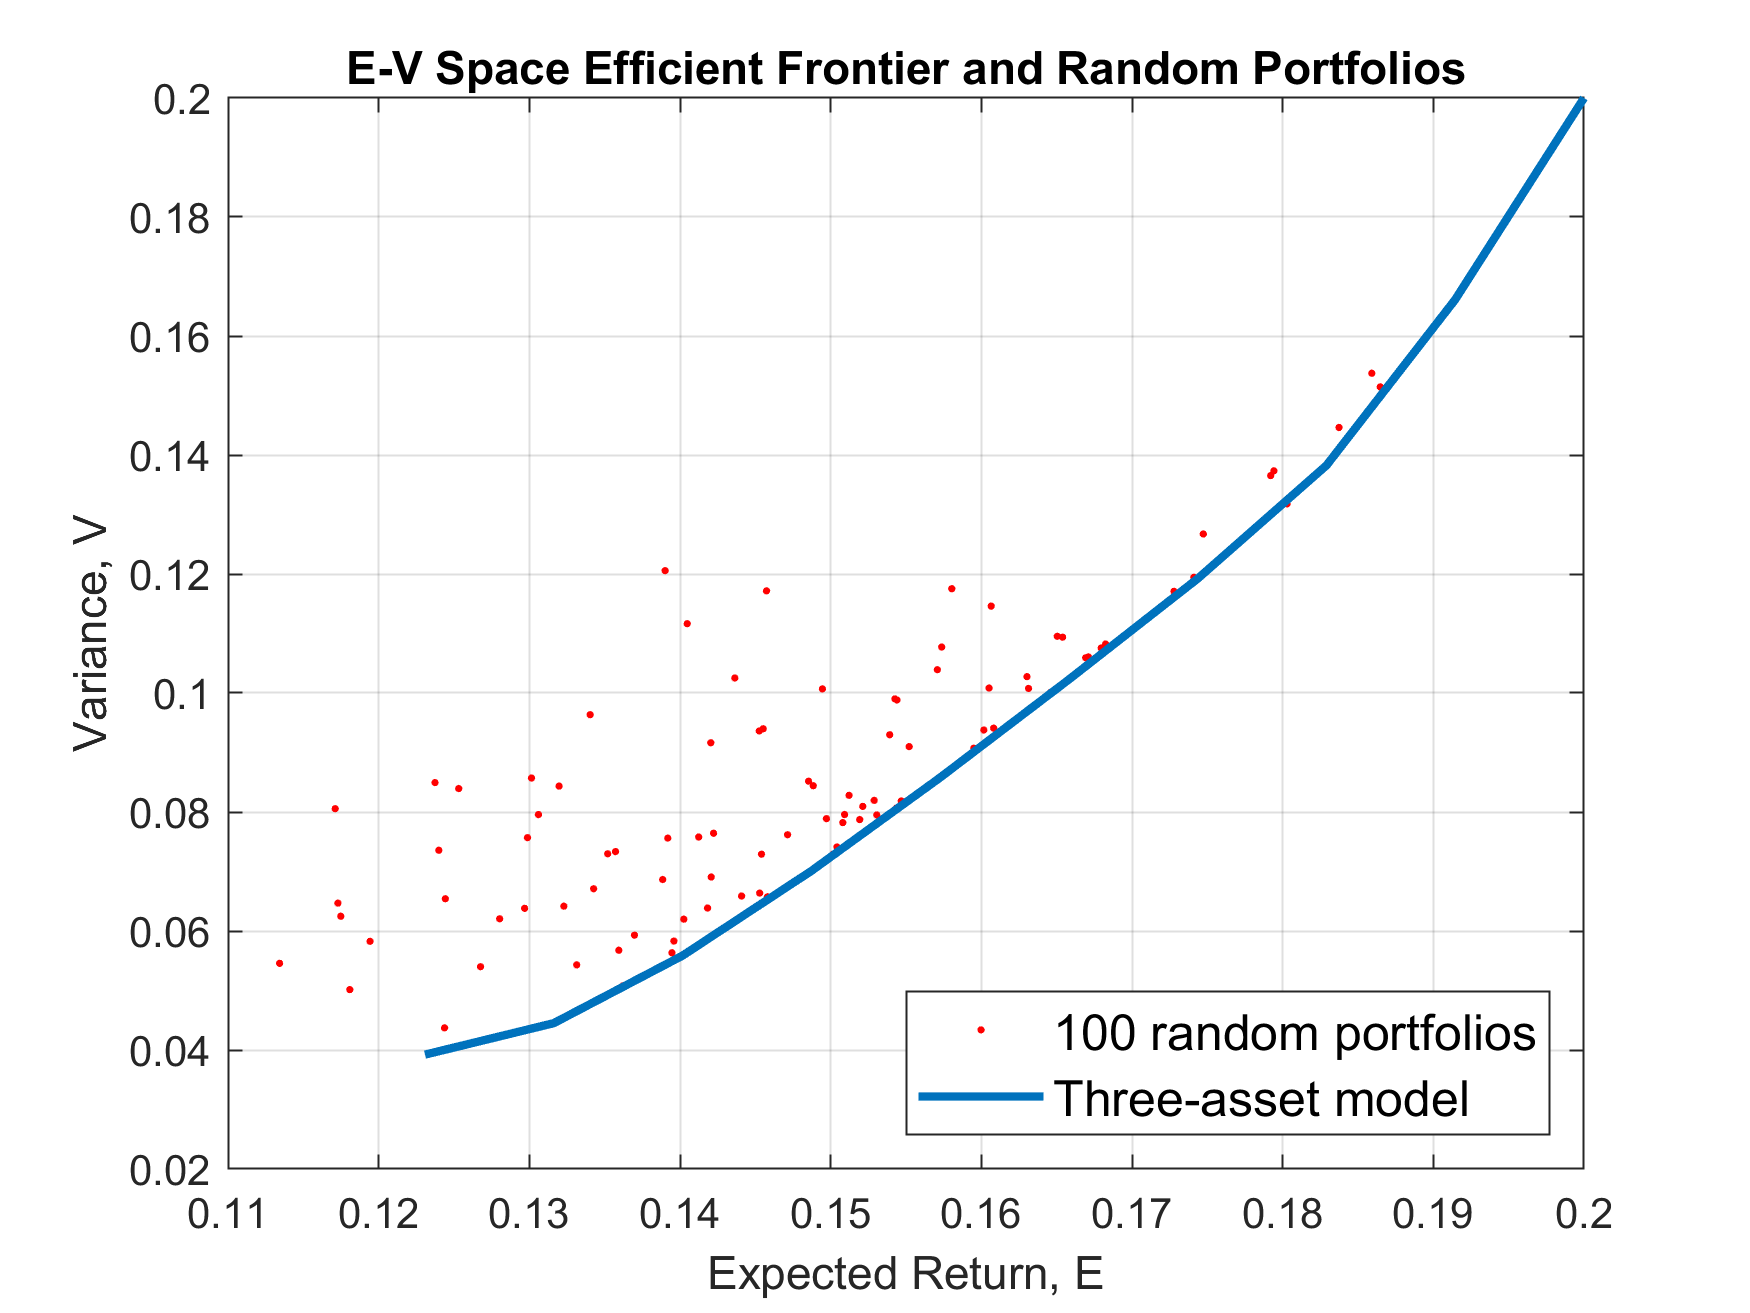 E-V Space Efficient Frontier and Random Portfolios
0.2
0.18
0.16
0.14
0.12
0.1
0.08
0.06
0.04
0.02
Variance, V
100 random portfolios
Three-asset model
0.11 0.12 0.13 0.14 0.15 0.16 0.17 0.18 0.19 0.2
Expected Return, E